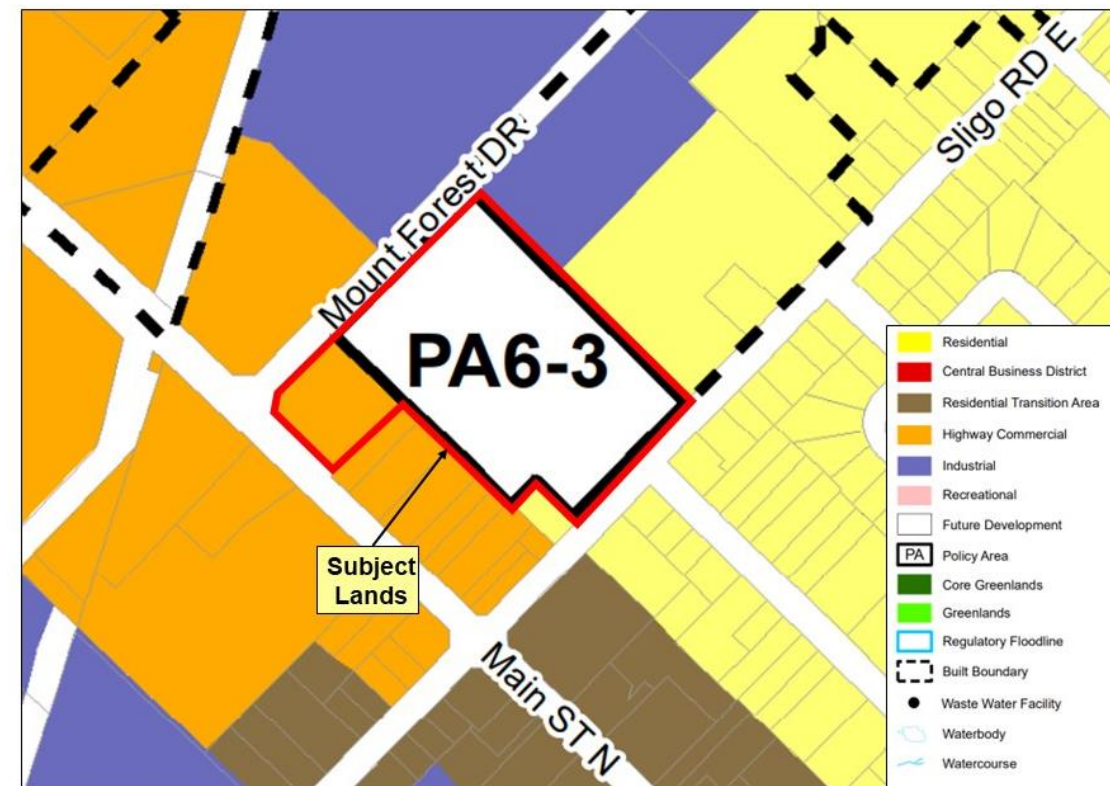 Sligo RD E
Mount Forest DR
PA6-3
Subject
Lands
Main ST N
Residential
Central Business District
Residential Transition Area
Highway Commercial
Industrial
Recreational
Future Development
PA Policy Area
Core Greenlands
Greenlands
Regulatory Floodline
Built Boundary
Waste Water Facility
Waterbody
Watercourse